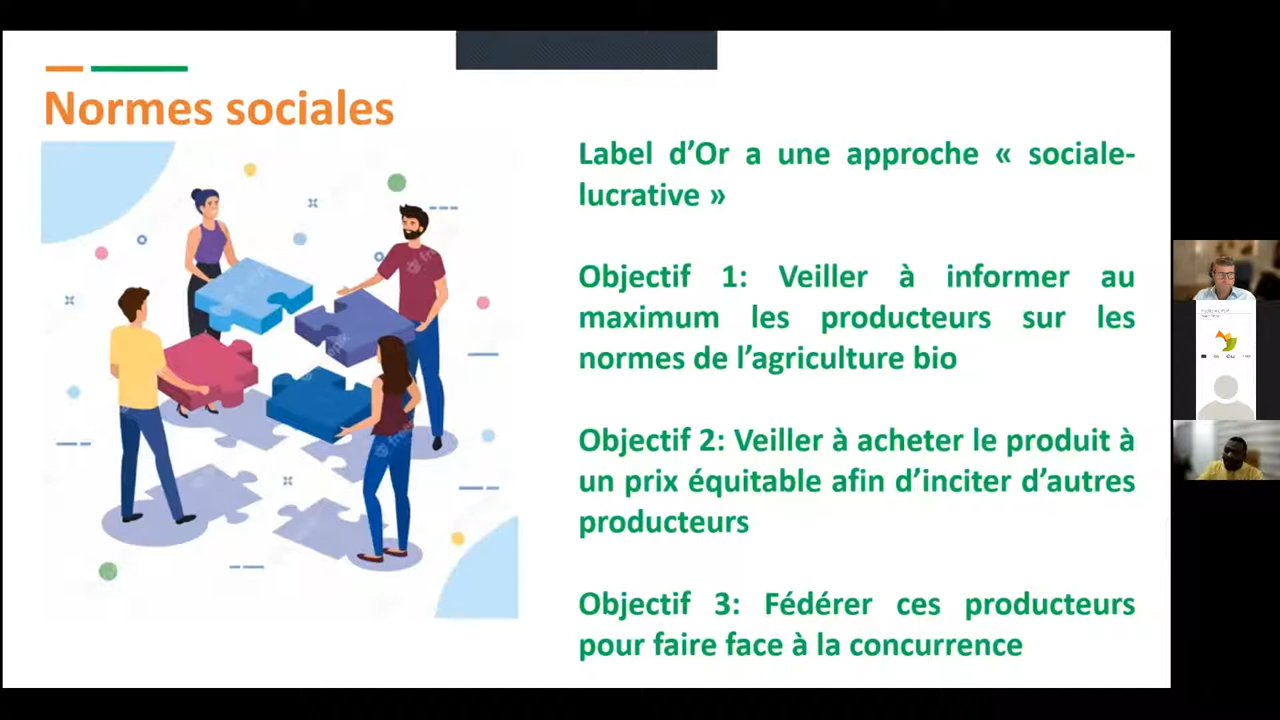 Normes sociales
Label d’Or a une approche « sociale-
lucrative »
Objectif 1: Veiller à informer au
maximum les producteurs sur les
normes de l’agriculture bio
Objectif 2: Veiller à acheter le produit à
un prix équitable afin d’inciter d’autres
producteurs
Objectif 3: Fédérer ces producteurs
pour faire face à la concurrence